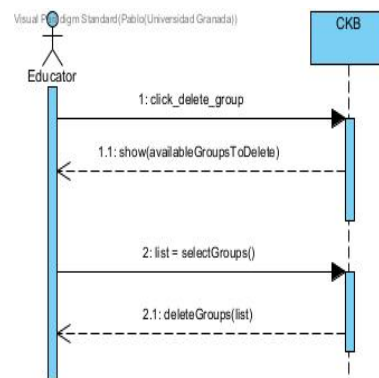 Visual Paradigm Standard(Pablo(Universidad Granada))
CKB
Educator
1: click_delete_group
1.1: show(availableGroupsToDelete)
2: list = selectGroups()
2.1: deleteGroups(list)